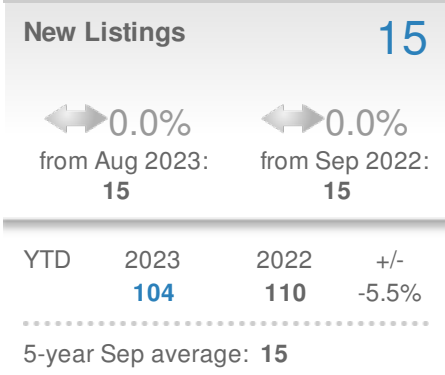 New Listings 15
0.0% 0.0%
from Aug 2023: from Sep 2022:
15 15
YTD 2023 2022 +/-
104 110 -5.5%
5-year Sep average: 15